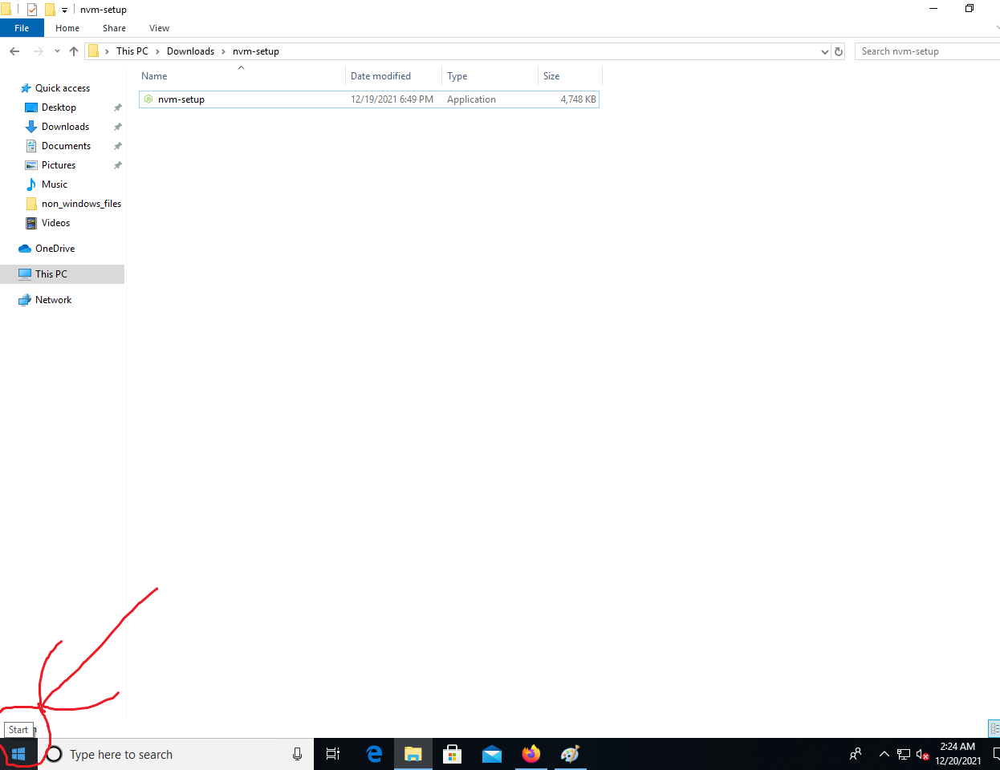 nvm-setup
File Home Share View
This PC Downloads nvm-setup Search nvm-setup
Name Date modified Type Size
nvm-setup 12/19/2021 6:49 PM Application 4,748 KB
Quick access
Desktop
Downloads
Documents
Pictures
Music
non_windows_files
Videos
OneDrive
This PC
Network
Start
Type here to search
2:24 AM
12/20/2021